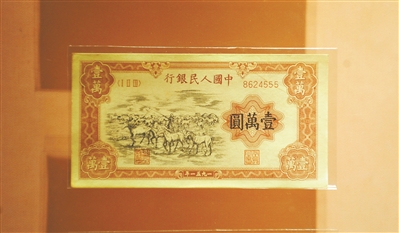 行銀民人國中
壹萬 壹萬
8624555
壹萬圓
壹萬 壹萬
年一五九一